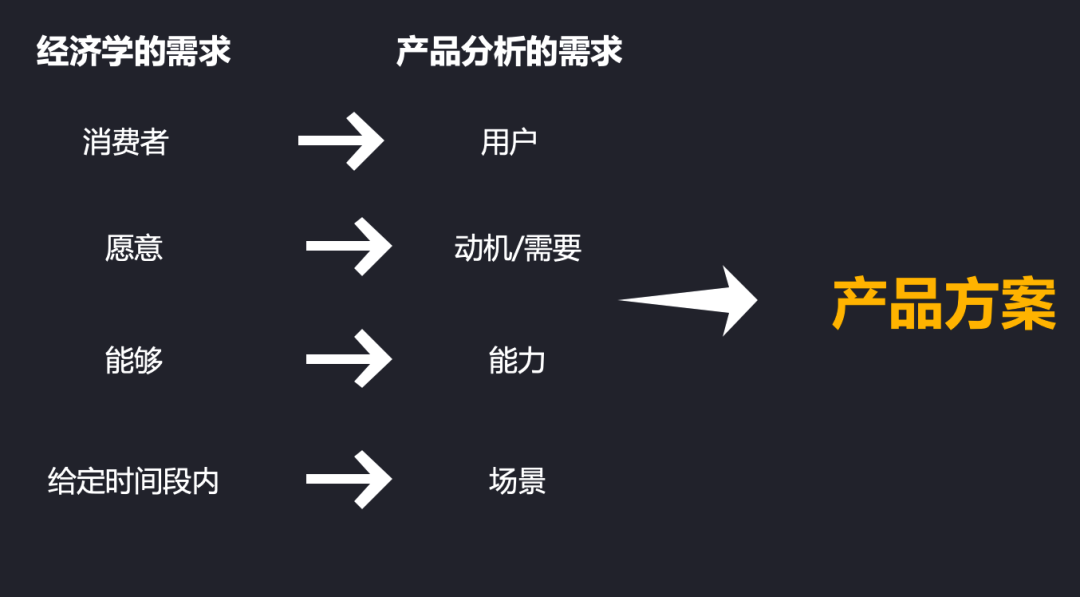 经济学的需求
产品分析的需求
消费者
用户
愿意
动机/需要
产品方案
能够
能力
给定时间段内
场景